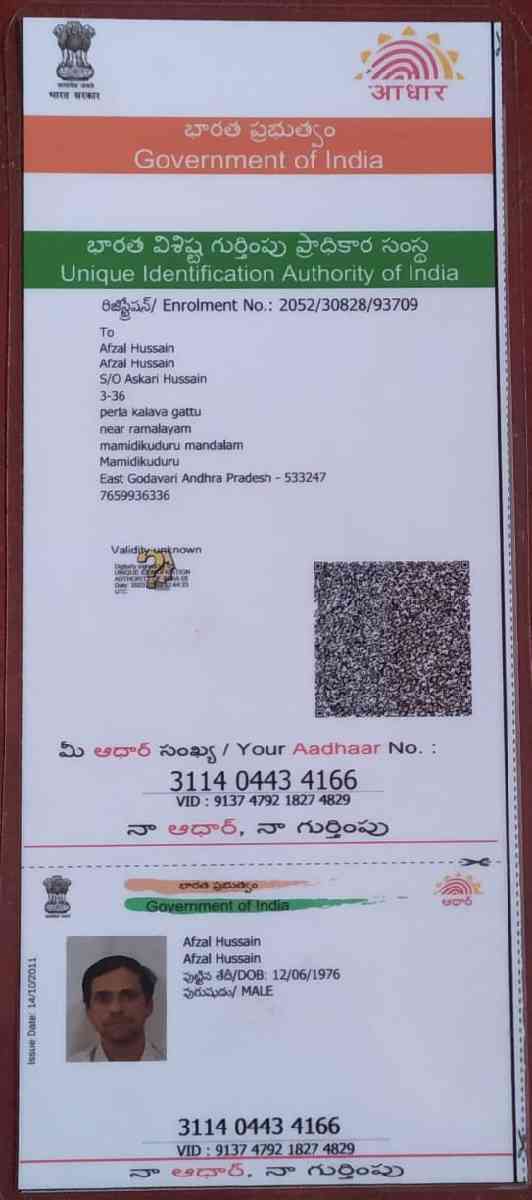 भारत सरकार
आधार
భారత ప్రభుత్వం
Government of India
భారత విశిష్ట గుర్తింపు ప్రాధికార సంస్థ
Unique Identification Authority of India
రిజిస్ట్రేషన్/ Enrolment No.: 2052/30828/93709
To
Afzal Hussain
Afzal Hussain
S/O Askari Hussain
3-36
perla kalava gattu
near ramalayam
mamidikuduru mandalam
Mamidikuduru
East Godavari Andhra Pradesh - 533247
7659936336
Validity unknown
మీ ఆధార్ సంఖ్య / Your Aadhaar No. :
3114 0443 4166
VID : 9137 4792 1827 4829
నా ఆధార్, నా గుర్తింపు
భారత ప్రభుత్వం
Government of India
ఆధార్
Issue Date: 14/10/2011
Afzal Hussain
Afzal Hussain
పుట్టిన తేదీ/DOB: 12/06/1976
పురుషుడు/ MALE
3114 0443 4166
VID : 9137 4792 1827 4829
నా ఆధార్, నా గుర్తింపు